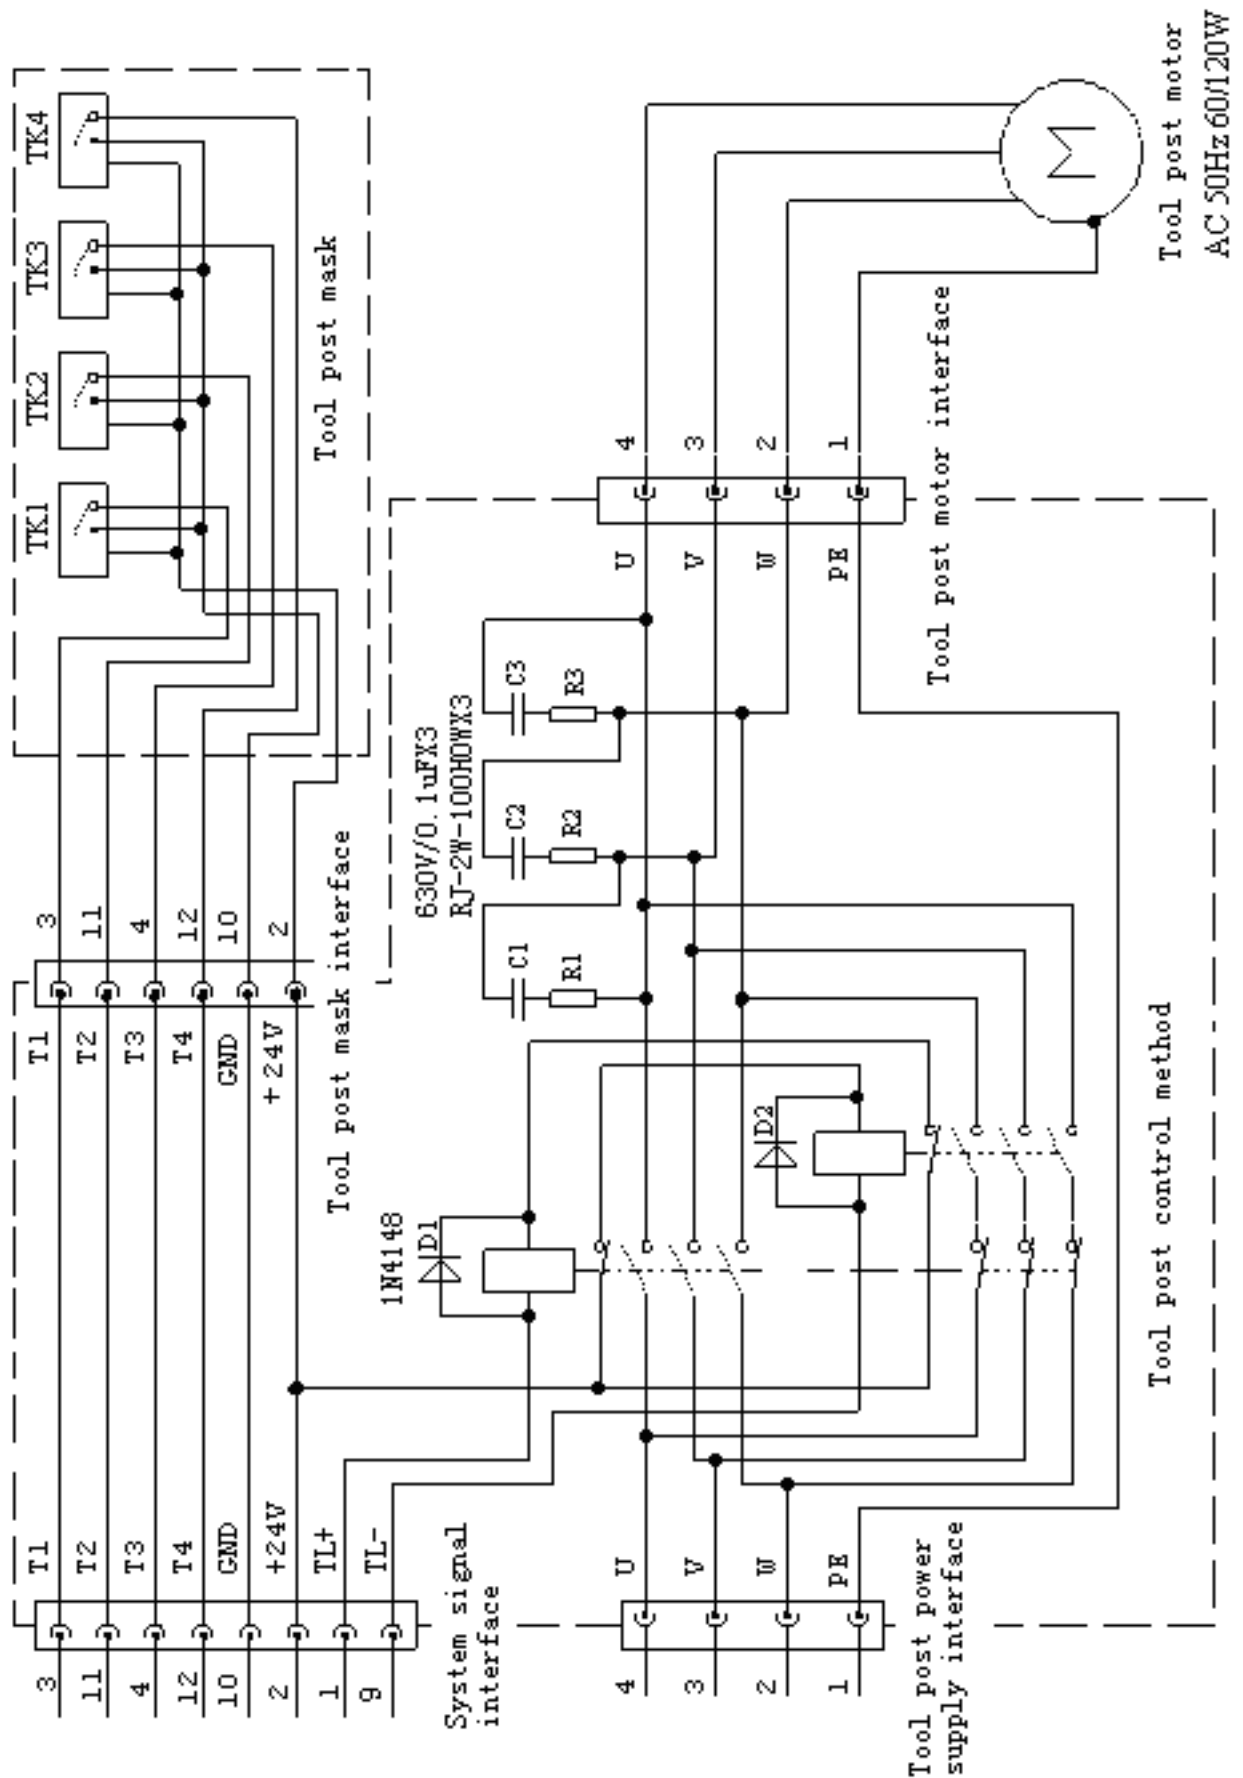 TK1
TK2
TK3
TK4
Tool post mask
T1
T2
T3
T4
GND
+24V
TL+
TL-
3
11
4
12
10
2
1
9
System signal
interface
T1
T2
T3
T4
GND
+24V
3
11
4
12
10
2
Tool post mask interface
1N4148
D1
D2
630V/0.1uFX3
RJ-2W-100HOWX3
C1
R1
C2
R2
C3
R3
U
V
W
PE
4
3
2
1
Tool post power
supply interface
U
V
W
PE
4
3
2
1
Tool post motor interface
Tool post control method
M
Tool post motor
AC 50Hz 60/120W